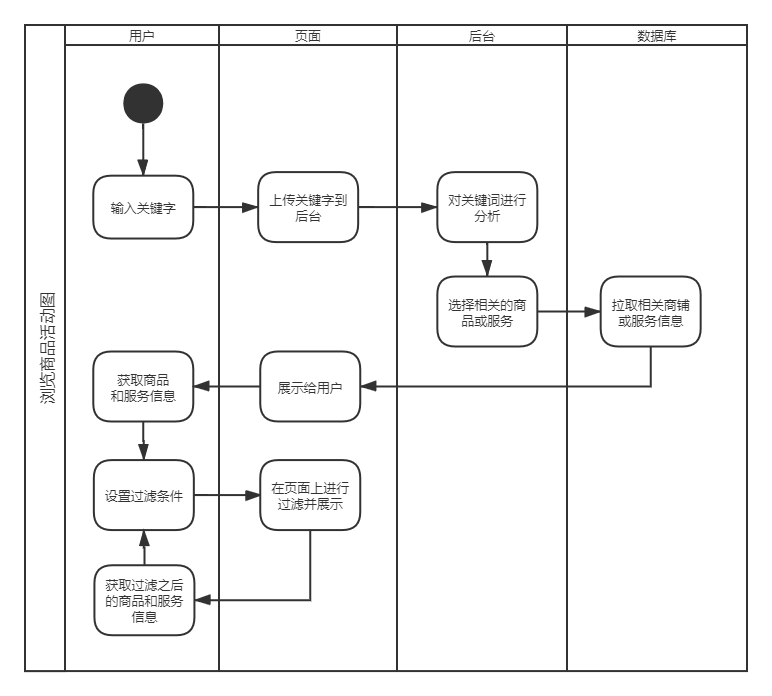 用户
页面
后台
数据库
浏览商品活动图
输入关键字
上传关键字到
后台
对关键词进行
分析
选择相关的商
品或服务
拉取相关商铺
或服务信息
获取商品
和服务信息
展示给用户
设置过滤条件
在页面上进行
过滤并展示
获取过滤之后
的商品和服务
信息